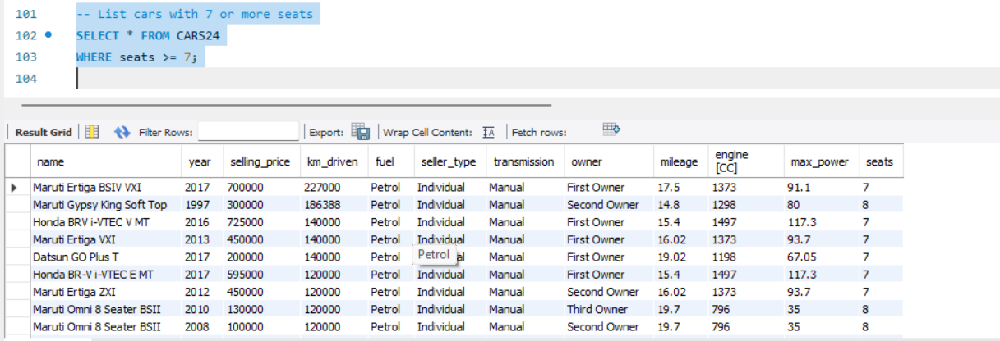 101 -- List cars with 7 or more seats
102 SELECT * FROM CARS24
103 WHERE seats >= 7;
104
Result Grid Filter Rows: Export: Wrap Cell Content: Fetch rows:
name year selling_price km_driven fuel seller_type transmission owner mileage engine [CC] max_power seats
Maruti Ertiga BSIV VXI 2017 700000 227000 Petrol Individual Manual First Owner 17.5 1373 91.1 7
Maruti Gypsy King Soft Top 1997 300000 186388 Petrol Individual Manual Second Owner 14.8 1298 80 8
Honda BRV i-VTEC V MT 2016 725000 140000 Petrol Individual Manual First Owner 15.4 1497 117.3 7
Maruti Ertiga VXI 2013 450000 140000 Petrol Individual Manual First Owner 16.02 1373 93.7 7
Datsun GO Plus T 2017 200000 140000 Petrol Petrol al Manual First Owner 19.02 1198 67.05 7
Honda BR-V i-VTEC E MT 2017 595000 120000 Petrol Individual Manual First Owner 15.4 1497 117.3 7
Maruti Ertiga ZXI 2012 450000 120000 Petrol Individual Manual Second Owner 16.02 1373 93.7 7
Maruti Omni 8 Seater BSII 2010 130000 120000 Petrol Individual Manual Third Owner 19.7 796 35 8
Maruti Omni 8 Seater BSII 2008 100000 120000 Petrol Individual Manual Second Owner 19.7 796 35 8